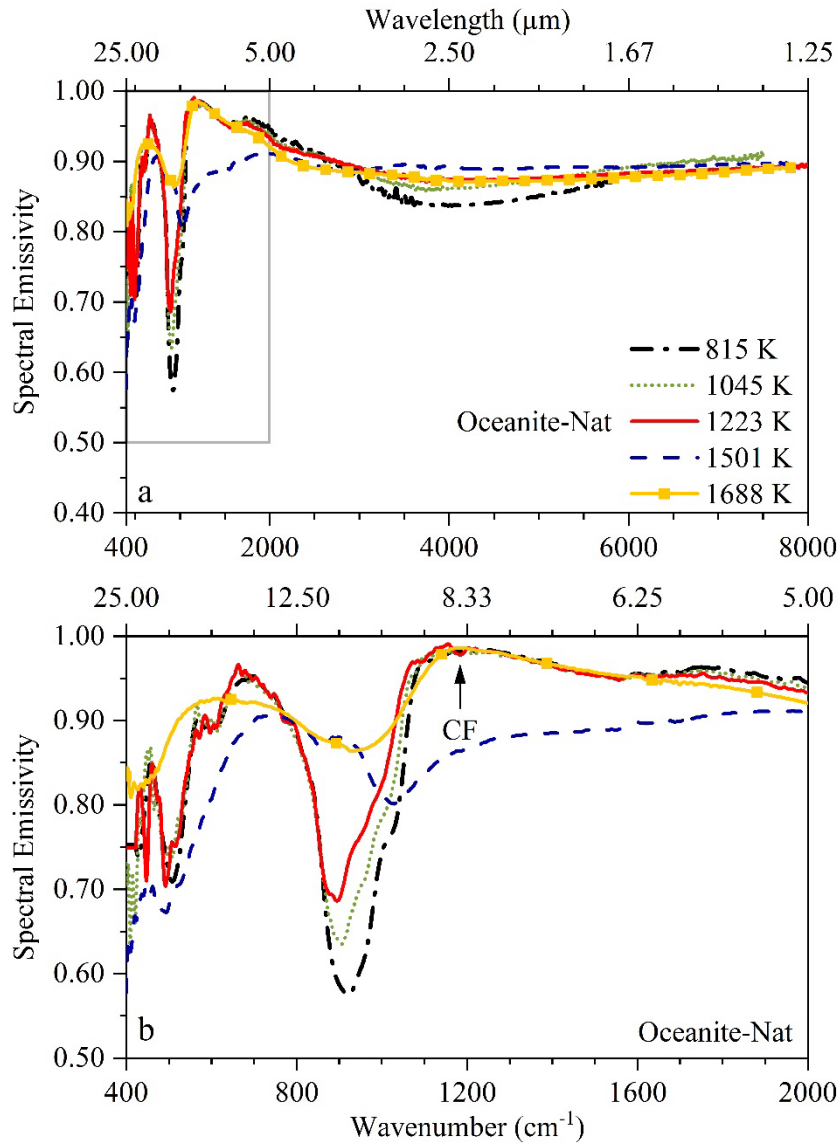 Wavelength (µm)
25.00 5.00 2.50 1.67 1.25
1.00
0.90
0.80
0.70
0.60
0.50
0.40
Spectral Emissivity
815 K
1045 K
Oceanite-Nat
1223 K
1501 K
1688 K
a
400 2000 4000 6000 8000
25.00 12.50 8.33 6.25 5.00
1.00
0.90
0.80
0.70
0.60
0.50
Spectral Emissivity
CF
b
Oceanite-Nat
400 800 1200 1600 2000
Wavenumber (cm⁻¹)